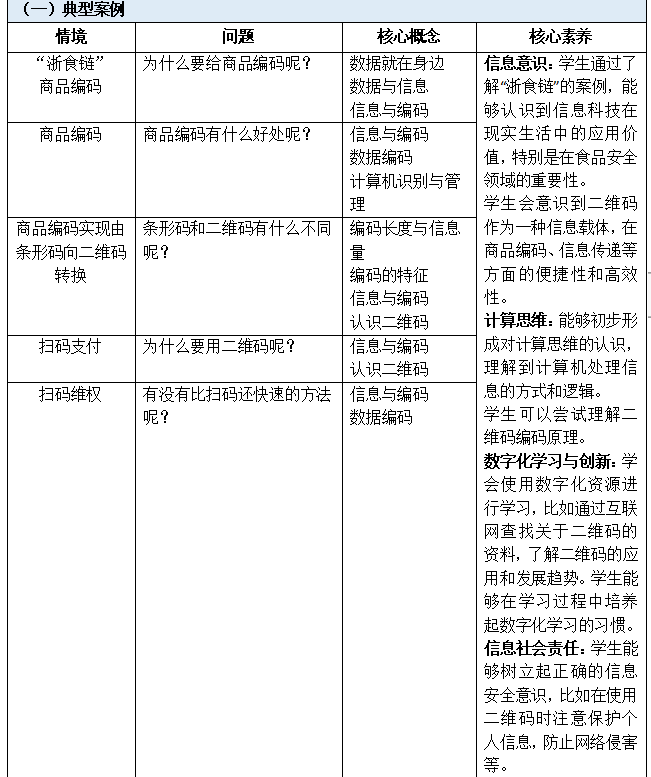 （一）典型案例
情境
问题
核心概念
核心素养
“浙食链”
商品编码
为什么要给商品编码呢？
数据就在身边
数据与信息
信息与编码
商品编码
商品编码有什么好处呢？
信息与编码
数据编码
计算机识别与管
理
商品编码实现由
条形码向二维码
转换
条形码和二维码有什么不同
呢？
编码长度与信息
量
编码的特征
信息与编码
认识二维码
扫码支付
为什么要用二维码呢？
信息与编码
认识二维码
扫码维权
有没有比扫码还快速的方法
呢？
信息与编码
数据编码
信息意识：学生通过了
解“浙食链”的案例，能
够认识到信息科技在
现实生活中的应用价
值，特别是在食品安全
领域的重要性。
学生会意识到二维码
作为一种信息载体，在
商品编码、信息传递等
方面的便捷性和高效
性。
计算思维：能够初步形
成对计算思维的认识，
理解到计算机处理信
息的方式和逻辑。
学生可以尝试理解二
维码编码原理。
数字化学习与创新：学
会使用数字化资源进
行学习，比如通过互联
网查找关于二维码的
资料，了解二维码的应
用和发展趋势。学生能
够在学习过程中培养
起数字化学习的习惯。
信息社会责任：学生能
够树立起正确的信息
安全意识，比如在使用
二维码时注意保护个
人信息，防止网络侵害
等。